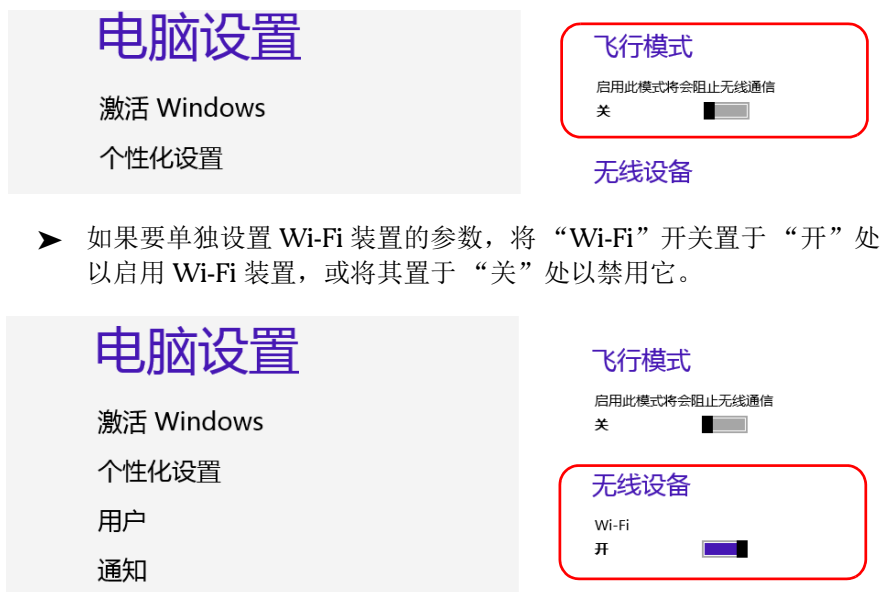 电脑设置
激活 Windows
个性化设置
飞行模式
启用此模式将会阻止无线通信
关
无线设备
➤ 如果要单独设置 Wi-Fi 装置的参数，将 “Wi-Fi”开关置于 “开”处
以启用 Wi-Fi 装置，或将其置于 “关”处以禁用它。
电脑设置
激活 Windows
个性化设置
用户
通知
飞行模式
启用此模式将会阻止无线通信
关
无线设备
Wi-Fi
开